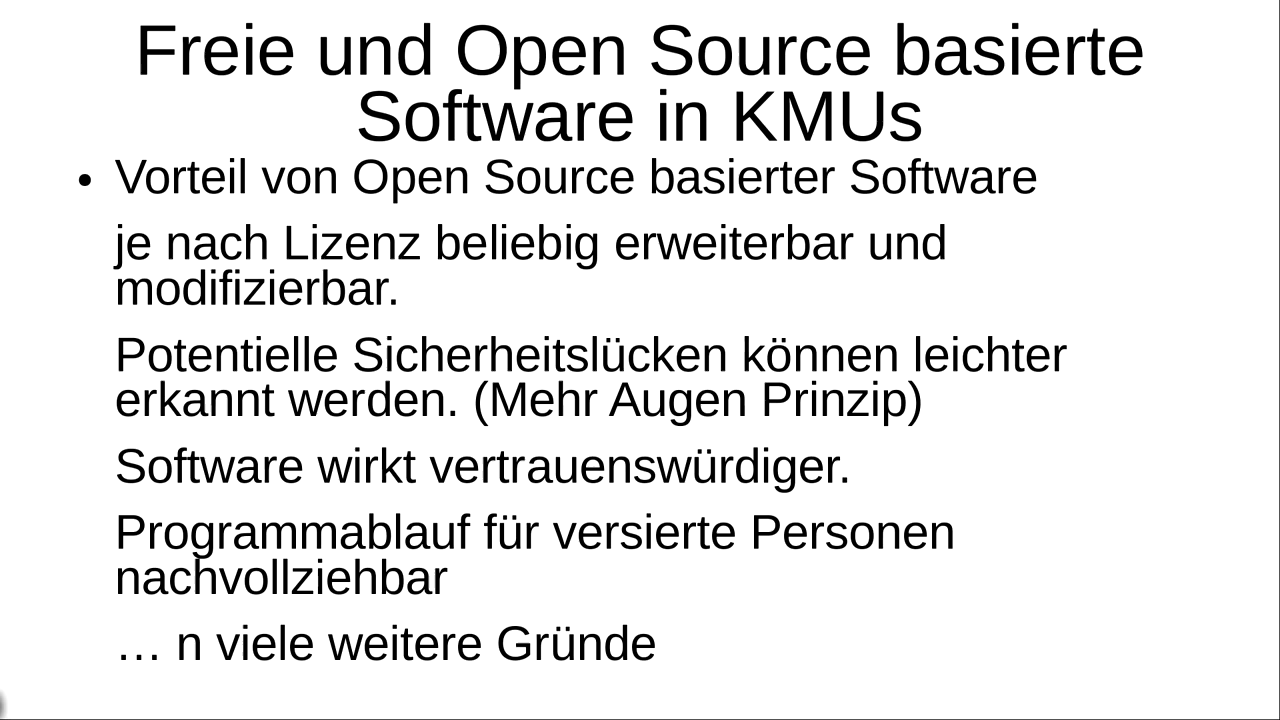 Freie und Open Source basierte
Software in KMUs
• Vorteil von Open Source basierter Software
je nach Lizenz beliebig erweiterbar und
modifizierbar.
Potentielle Sicherheitslücken können leichter
erkannt werden. (Mehr Augen Prinzip)
Software wirkt vertrauenswürdiger.
Programmablauf für versierte Personen
nachvollziehbar
… n viele weitere Gründe